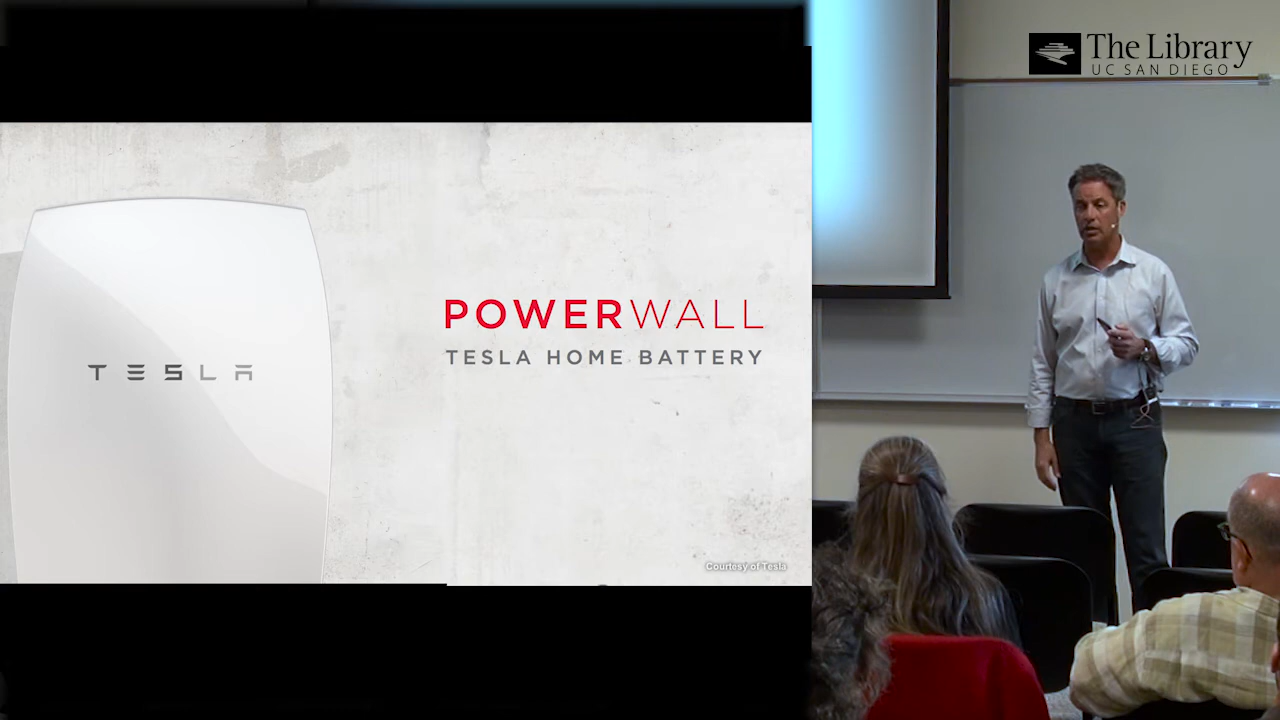 The Library
UC SAN DIEGO
TESLA
POWERWALL
TESLA HOME BATTERY
Courtesy of Tesla